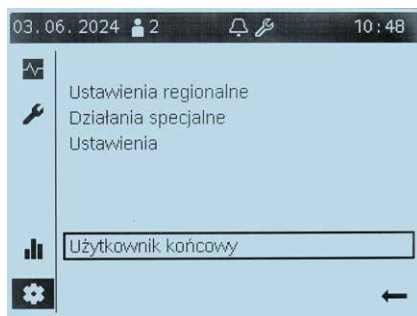 03.06.2024 2 10:48
Ustawienia regionalne
Działania specjalne
Ustawienia
Użytkownik końcowy